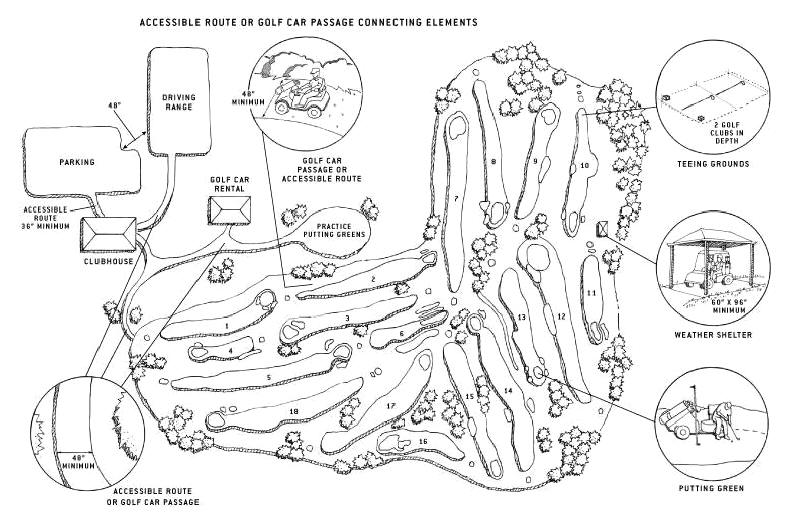 ACCESSIBLE ROUTE OR GOLF CAR PASSAGE CONNECTING ELEMENTS
DRIVING
RANGE
48"
PARKING
ACCESSIBLE
ROUTE
36" MINIMUM
CLUBHOUSE
GOLF CAR
RENTAL
48"
MINIMUM
GOLF CAR
PASSAGE OR
ACCESSIBLE ROUTE
PRACTICE
PUTTING GREENS
1
2
3
4
5
6
7
8
9
10
11
12
13
14
15
16
17
18
2 GOLF
CLUBS IN
DEPTH
TEEING GROUNDS
60" X 96"
MINIMUM
WEATHER SHELTER
PUTTING GREEN
48"
MINIMUM
ACCESSIBLE ROUTE
OR GOLF CAR PASSAGE